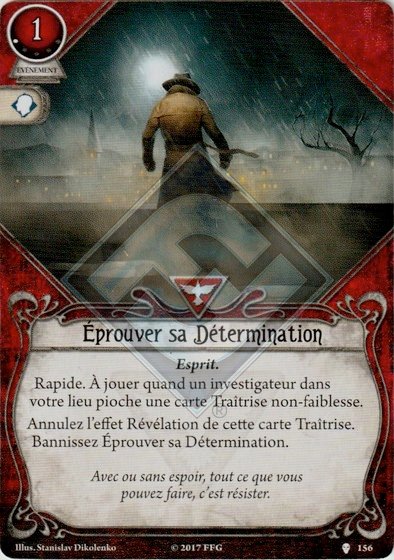 1
ÉVÉNEMENT
Éprouver sa Détermination
Esprit.
Rapide. À jouer quand un investigateur dans
votre lieu pioche une carte Traîtrise non-faiblesse.
Annulez l'effet Révélation de cette carte Traîtrise.
Bannissez Éprouver sa Détermination.
Avec ou sans espoir, tout ce que vous
pouvez faire, c'est résister.
Illus. Stanislav Dikolenko © 2017 FFG 156